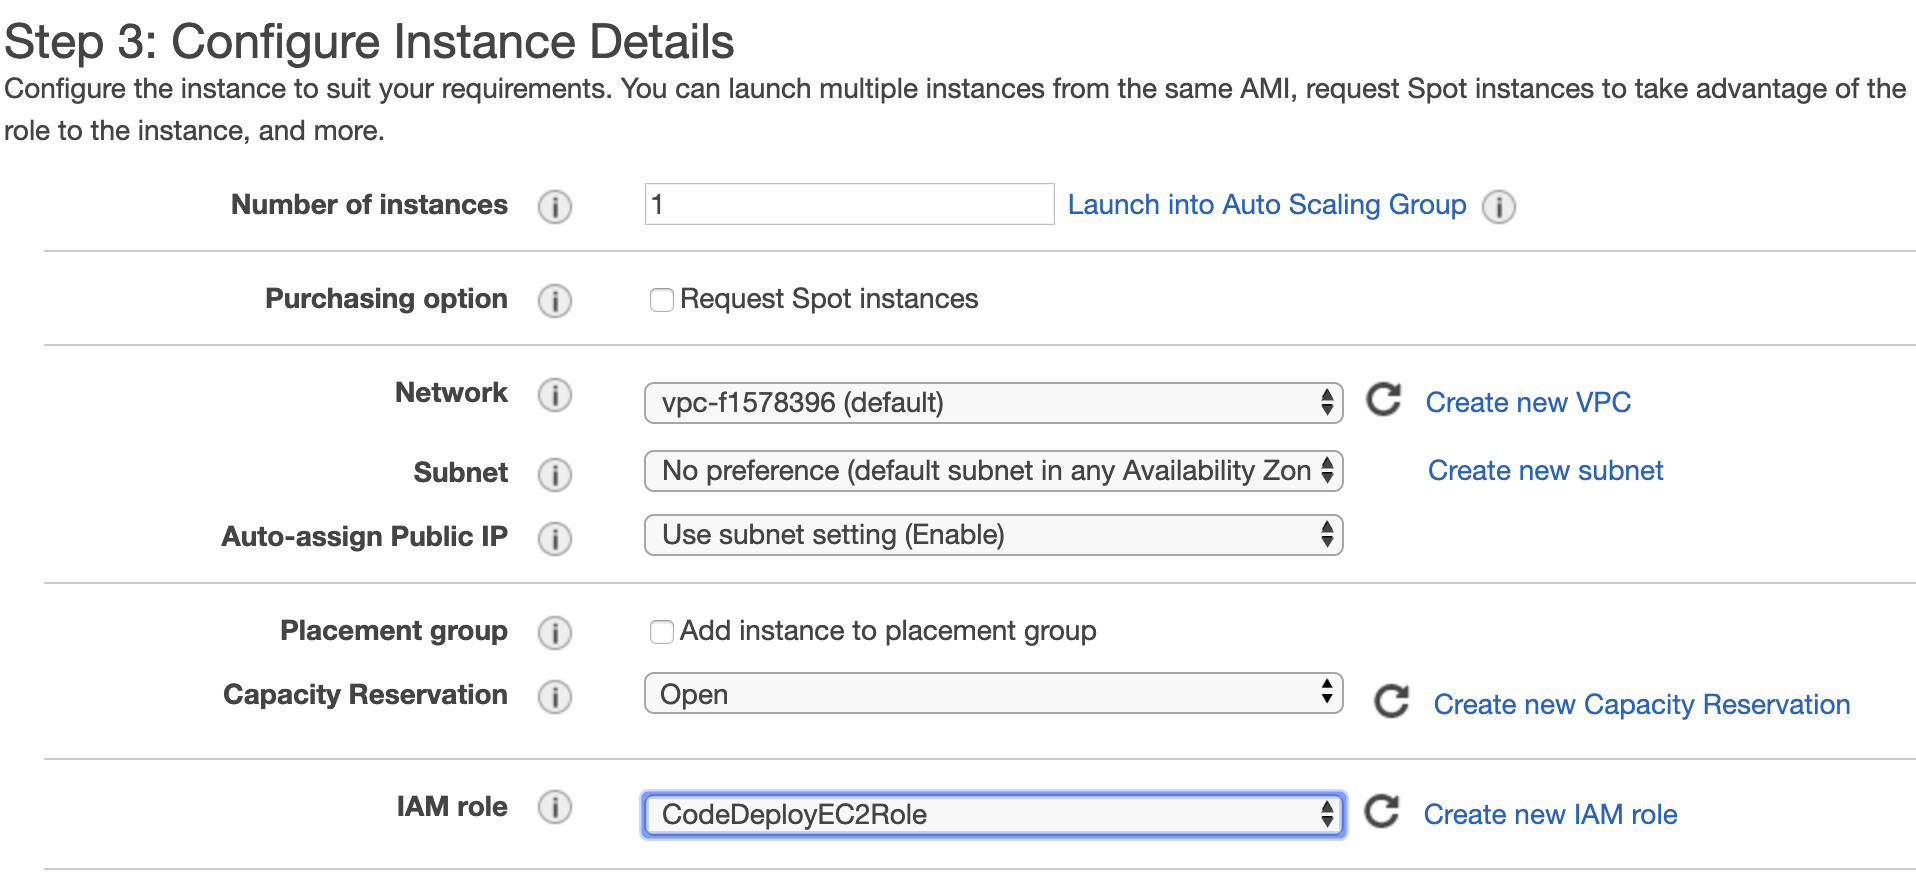 Step 3: Configure Instance Details
Configure the instance to suit your requirements. You can launch multiple instances from the same AMI, request Spot instances to take advantage of the
role to the instance, and more.
Number of instances i 1 Launch into Auto Scaling Group i
Purchasing option i Request Spot instances
Network i vpc-f1578396 (default) Create new VPC
Subnet i No preference (default subnet in any Availability Zon Create new subnet
Auto-assign Public IP i Use subnet setting (Enable)
Placement group i Add instance to placement group
Capacity Reservation i Open Create new Capacity Reservation
IAM role i CodeDeployEC2Role Create new IAM role